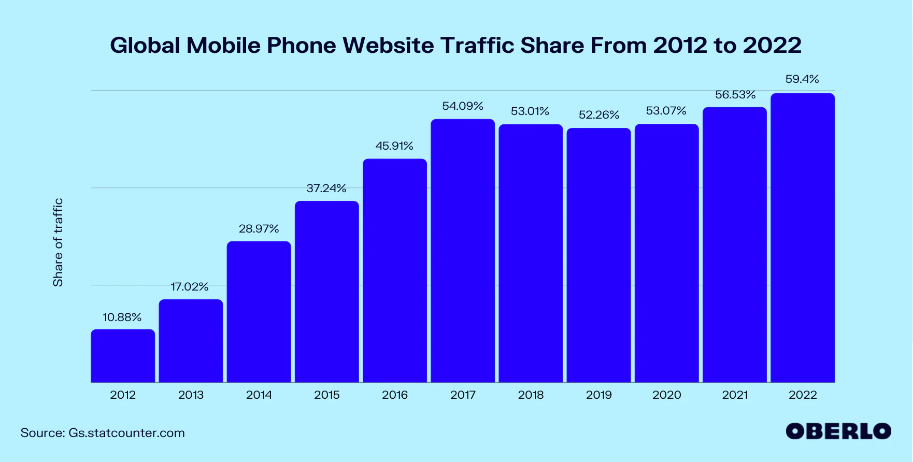 Global Mobile Phone Website Traffic Share From 2012 to 2022
Share of traffic
10.88%
17.02%
28.97%
37.24%
45.91%
54.09%
53.01%
52.26%
53.07%
56.53%
59.4%
2012 2013 2014 2015 2016 2017 2018 2019 2020 2021 2022
Source: Gs.statcounter.com
OBERLO